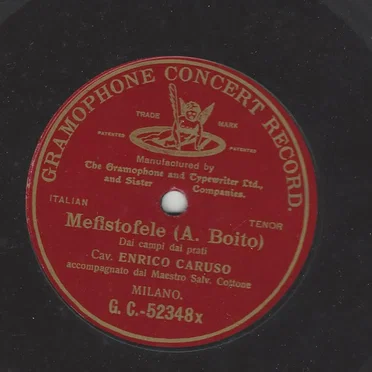 GRAMOPHONE CONCERT RECORD.
TRADE MARK
PATENTED PATENTED
Manufactured by
The Gramophone and Typewriter Ltd.,
and Sister Companies.
ITALIAN
TENOR
Mefistofele (A. Boito)
Dai campi dai prati
Cav. ENRICO CARUSO
accompagnato dal Maestro Salv. Cottone
MILANO.
G. C.-52348x